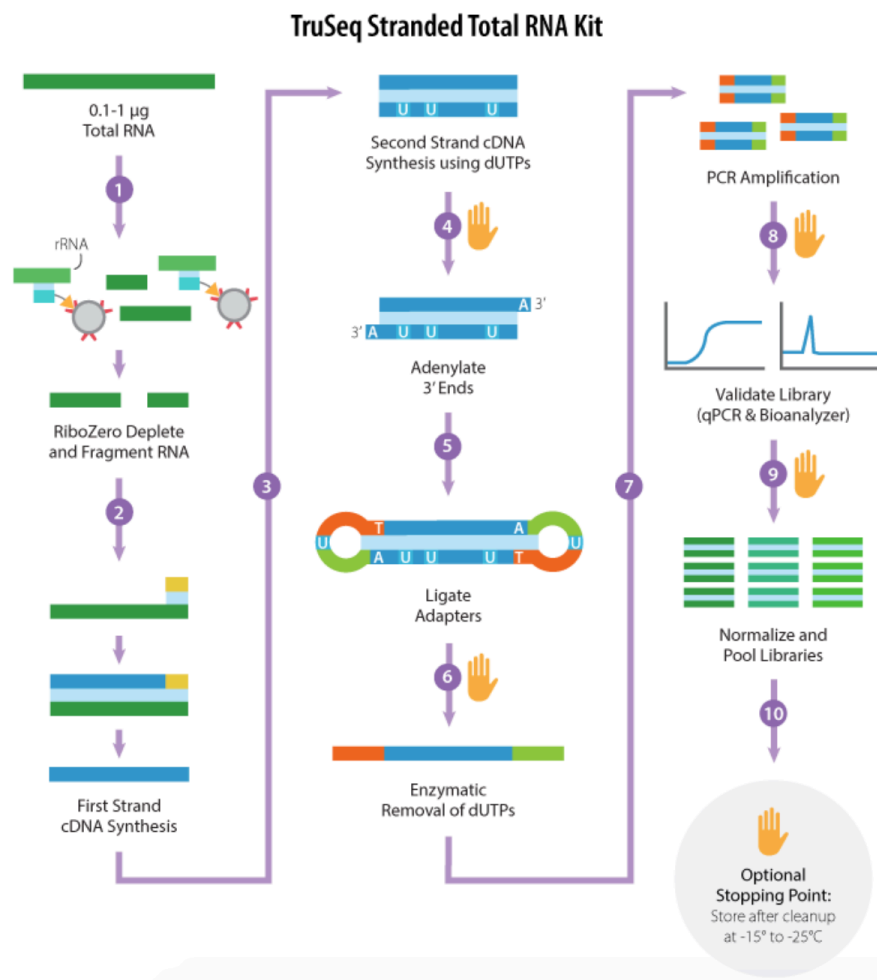 TruSeq Stranded Total RNA Kit
0.1-1 µg
Total RNA
1
rRNA
RiboZero Deplete
and Fragment RNA
2
First Strand
cDNA Synthesis
3
U U U
Second Strand cDNA
Synthesis using dUTPs
4
A 3’
3’ A U U U
Adenylate
3’ Ends
5
T A
U U
A U U U T
Ligate
Adapters
6
Enzymatic
Removal of dUTPs
7
PCR Amplification
8
Validate Library
(qPCR & Bioanalyzer)
9
Normalize and
Pool Libraries
10
Optional
Stopping Point:
Store after cleanup
at -15° to -25°C